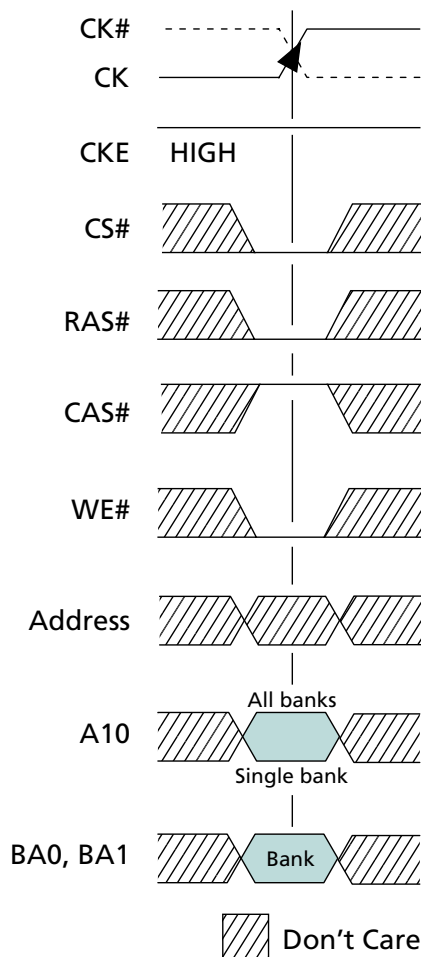 CK#
CK
CKE HIGH
CS#
RAS#
CAS#
WE#
Address
All banks
A10
Single bank
BA0, BA1 Bank
Don't Care